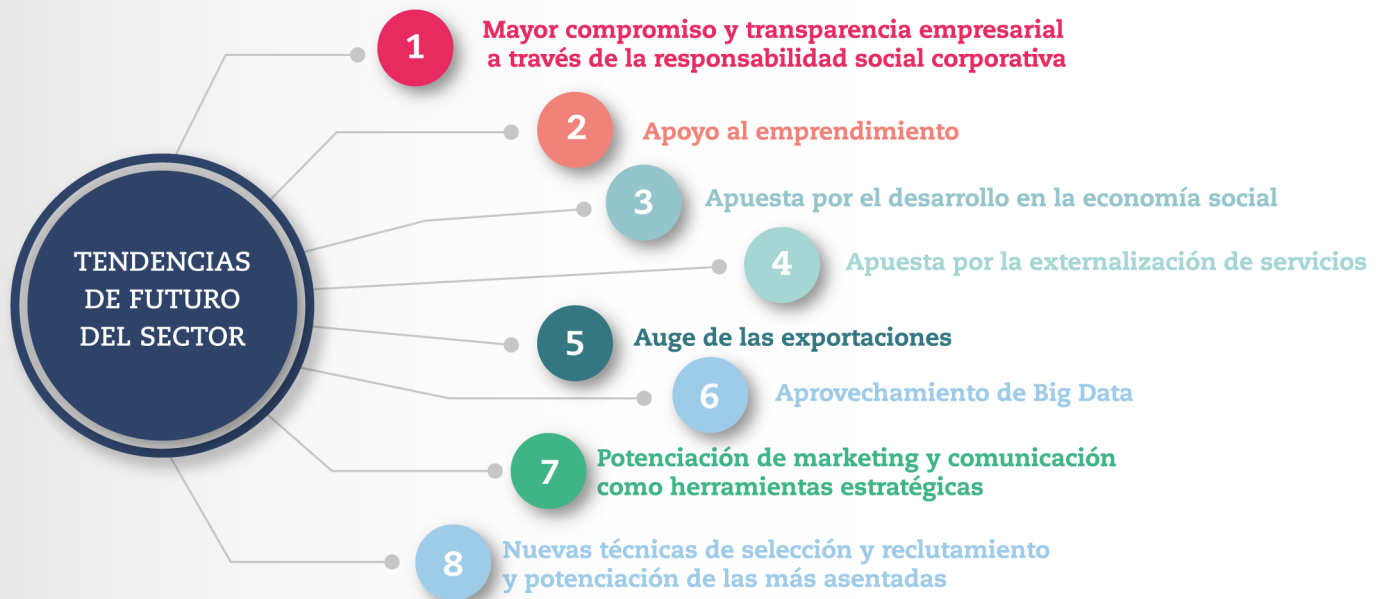 TENDENCIAS
DE FUTURO
DEL SECTOR
1
Mayor compromiso y transparencia empresarial
a través de la responsabilidad social corporativa
2
Apoyo al emprendimiento
3
Apuesta por el desarrollo en la economía social
4
Apuesta por la externalización de servicios
5
Auge de las exportaciones
6
Aprovechamiento de Big Data
7
Potenciación de marketing y comunicación
como herramientas estratégicas
8
Nuevas técnicas de selección y reclutamiento
y potenciación de las más asentadas